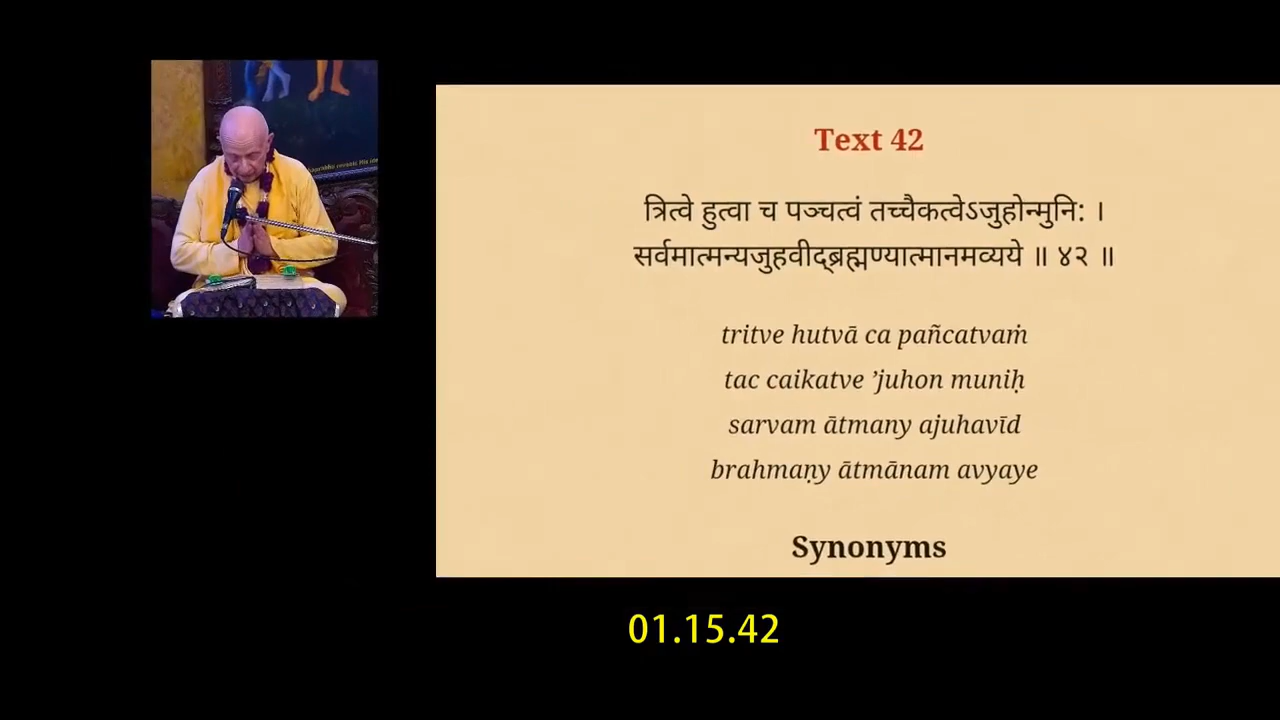 Text 42
त्रित्वे हुत्वा च पञ्चत्वं तच्चैकत्वेऽजुहोन्मुनि: ।
सर्वमात्मन्यजुहवीद्ब्रह्मण्यात्मानमव्यये ॥ ४२ ॥
tritve hutvā ca pañcatvaṁ
tac caikatve ’juhon muniḥ
sarvam ātmany ajuhavīd
brahmaṇy ātmānam avyaye
Synonyms
01.15.42